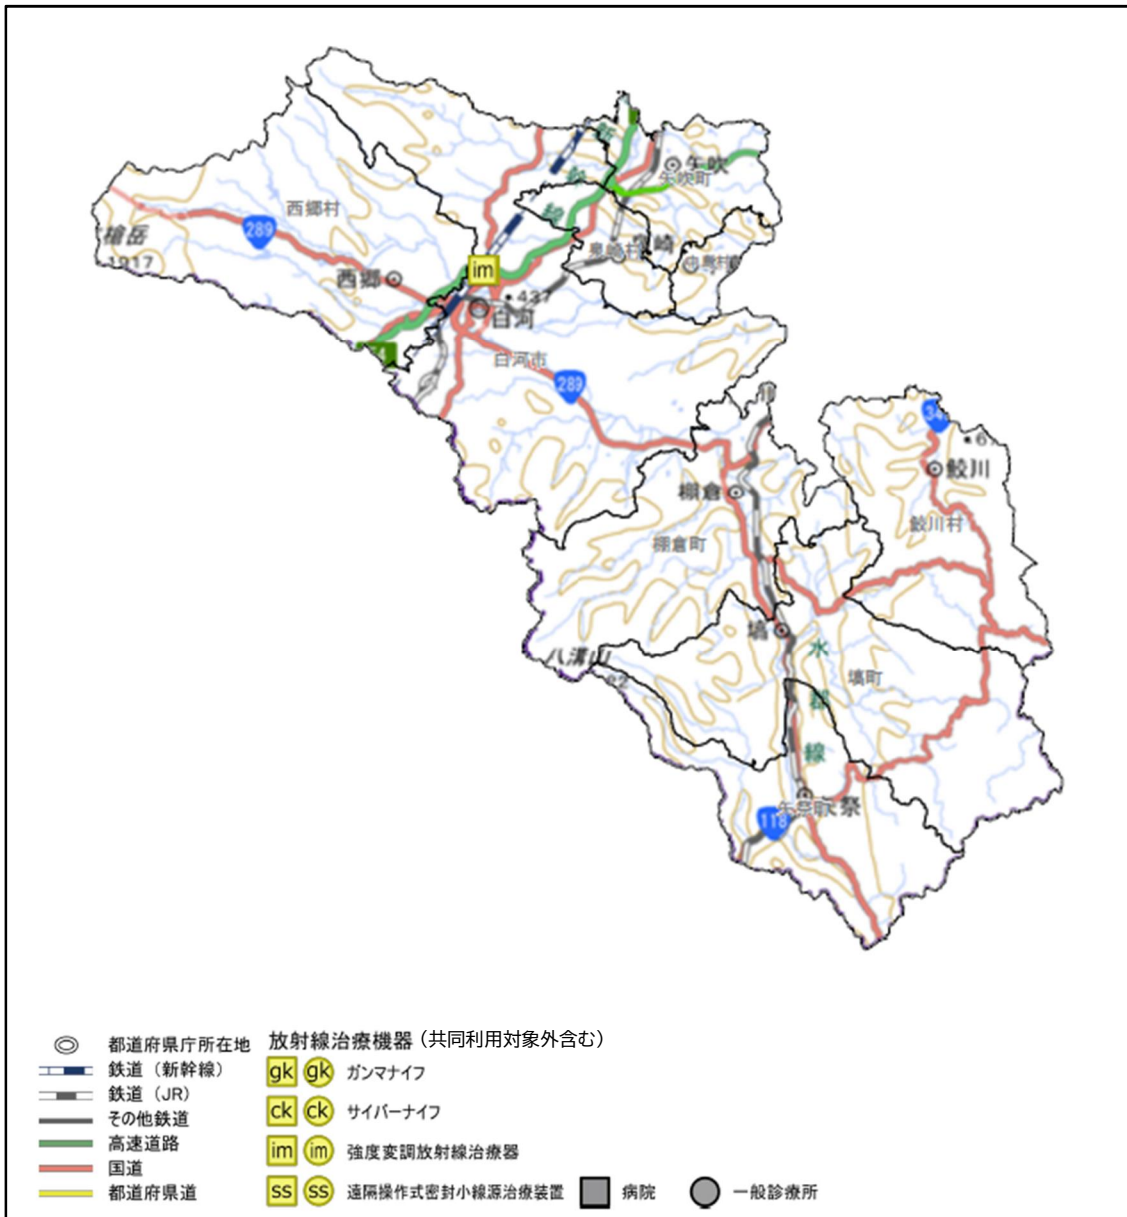 新
幹
線
矢吹
矢吹町
西郷村
289
泉崎
泉崎村
中島村
槍岳
1917
西郷
im
437
白河
白河市
289
6
鮫川
棚倉
鮫川村
棚倉町
塙
水
郡
線
八溝山
塙町
矢祭町
118
都道府県庁所在地
鉄道（新幹線）
鉄道（JR）
その他鉄道
高速道路
国道
都道府県道
放射線治療機器（共同利用対象外含む）
gk gk ガンマナイフ
ck ck サイバーナイフ
im im 強度変調放射線治療器
ss ss 遠隔操作式密封小線源治療装置 病院 一般診療所